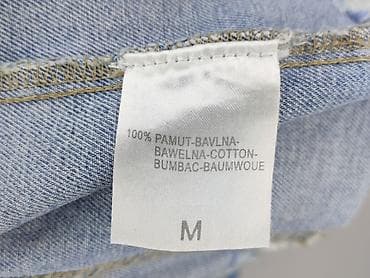 100% PAMUT-BAVLNA-
BAWELNA-COTTON-
BUMBAC-BAUMWOUE
M